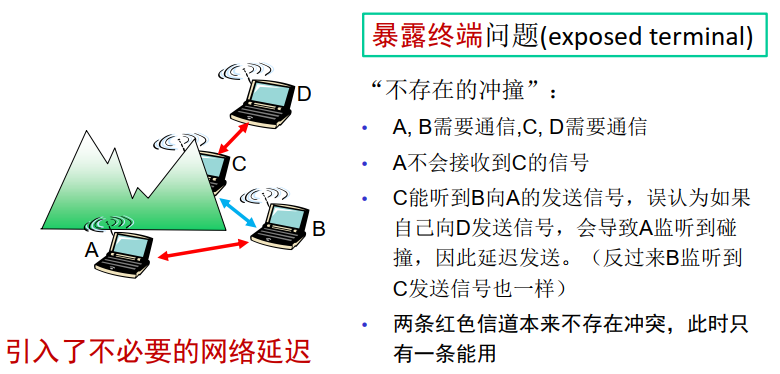 暴露终端问题(exposed terminal)
“不存在的冲撞”：
• A, B需要通信,C, D需要通信
• A不会接收到C的信号
• C能听到B向A的发送信号，误认为如果
自己向D发送信号，会导致A监听到碰
撞，因此延迟发送。（反过来B监听到
C发送信号也一样）
• 两条红色信道本来不存在冲突，此时只
有一条能用
D
C
B
A
引入了不必要的网络延迟